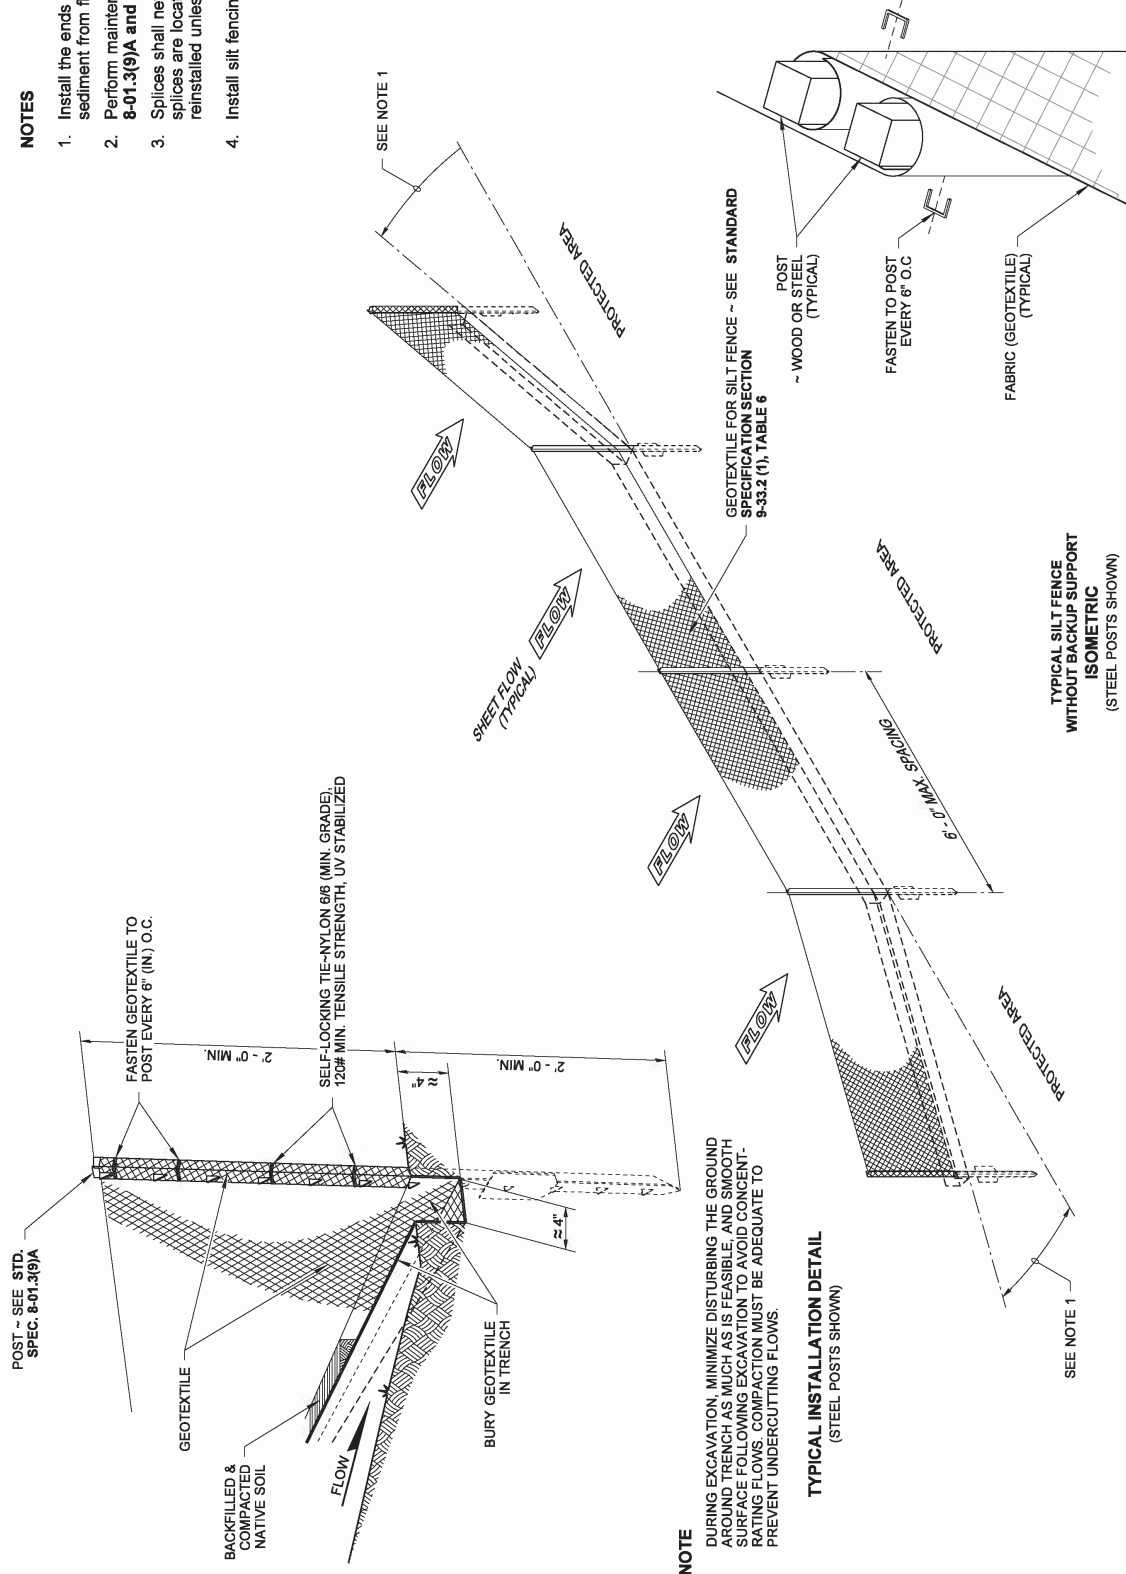 NOTES
1. Install the ends
sediment from f
2. Perform mainter
8-01.3(9)A and
3. Splices shall ne
splices are locat
reinstalled unles
4. Install silt fencin
POST ~ SEE STD.
SPEC. 8-01.3(9)A
FASTEN GEOTEXTILE TO
POST EVERY 6" (IN.) O.C.
SELF-LOCKING TIE~NYLON 6/6 (MIN. GRADE),
120# MIN. TENSILE STRENGTH, UV STABILIZED
2' - 0" MIN.
≈ 4"
2' - 0" MIN.
≈ 4"
GEOTEXTILE
BACKFILLED &
COMPACTED
NATIVE SOIL
FLOW
BURY GEOTEXTILE
IN TRENCH
NOTE
DURING EXCAVATION, MINIMIZE DISTURBING THE GROUND
AROUND TRENCH AS MUCH AS IS FEASIBLE, AND SMOOTH
SURFACE FOLLOWING EXCAVATION TO AVOID CONCENT-
RATING FLOWS. COMPACTION MUST BE ADEQUATE TO
PREVENT UNDERCUTTING FLOWS.
TYPICAL INSTALLATION DETAIL
(STEEL POSTS SHOWN)
SEE NOTE 1
PROTECTED AREA
FLOW
SHEET FLOW
(TYPICAL)
FLOW
FLOW
FLOW
GEOTEXTILE FOR SILT FENCE ~ SEE STANDARD
SPECIFICATION SECTION
9-33.2 (1), TABLE 6
PROTECTED AREA
6' - 0" MAX. SPACING
PROTECTED AREA
SEE NOTE 1
TYPICAL SILT FENCE
WITHOUT BACKUP SUPPORT
ISOMETRIC
(STEEL POSTS SHOWN)
POST
~ WOOD OR STEEL
(TYPICAL)
FASTEN TO POST
EVERY 6" O.C
FABRIC (GEOTEXTILE)
(TYPICAL)